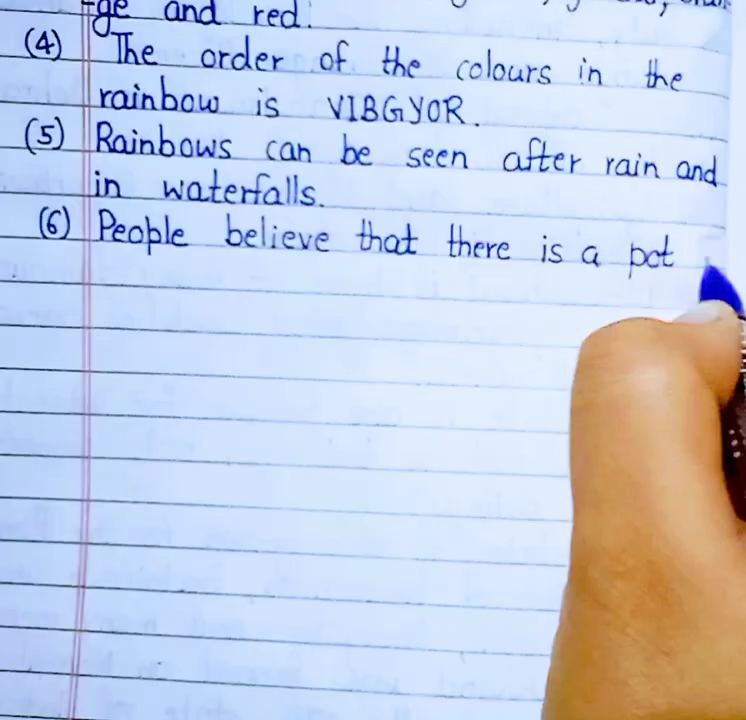 ge and red.
(4) The order of the colours in the
rainbow is VIBGYOR.
(5) Rainbows can be seen after rain and
in waterfalls.
(6) People believe that there is a pot